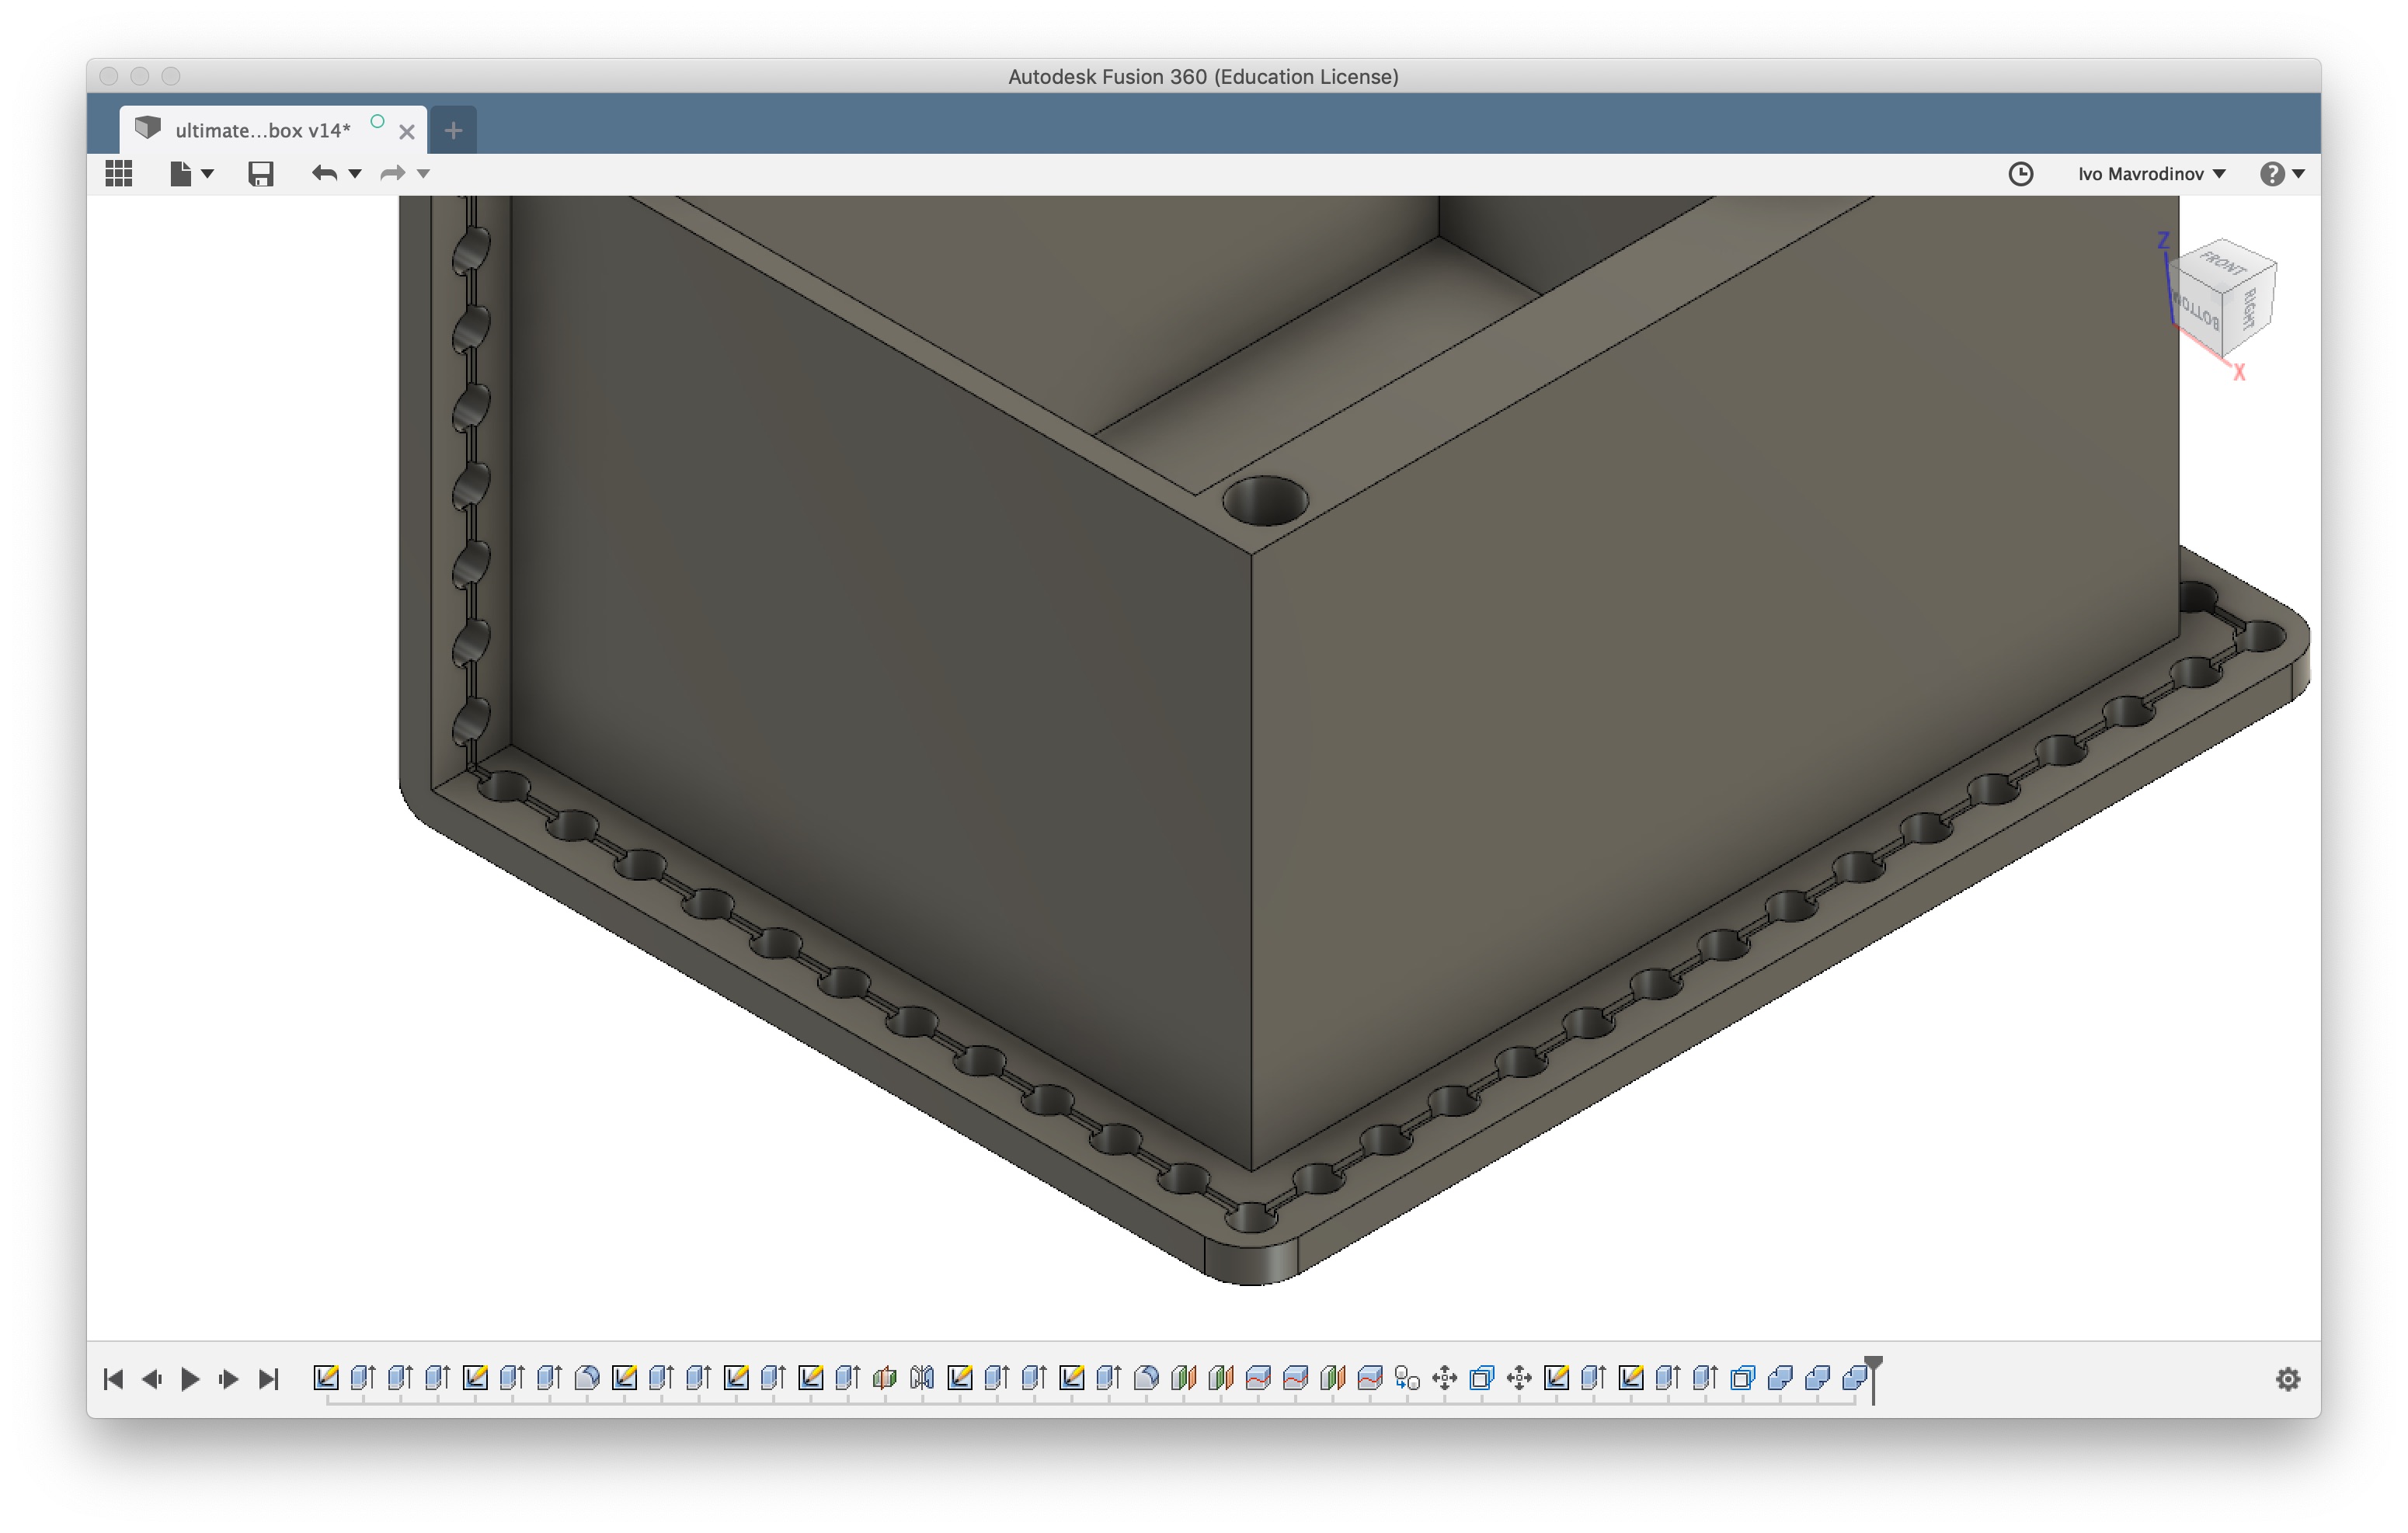 Autodesk Fusion 360 (Education License)
ultimate...box v14*
Ivo Mavrodinov
Z
FRONT
BOTTOM
RIGHT
X